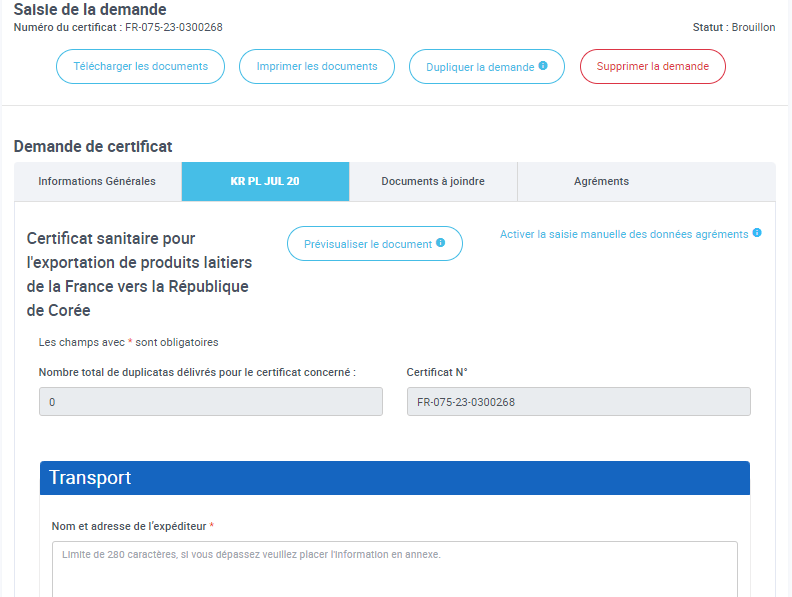 Saisie de la demande
Numéro du certificat : FR-075-23-0300268
Statut : Brouillon
Télécharger les documents
Imprimer les documents
Dupliquer la demande
Supprimer la demande
Demande de certificat
Informations Générales
KR PL JUL 20
Documents à joindre
Agréments
Certificat sanitaire pour
l'exportation de produits laitiers
de la France vers la République
de Corée
Prévisualiser le document
Activer la saisie manuelle des données agréments
Les champs avec * sont obligatoires
Nombre total de duplicatas délivrés pour le certificat concerné :
Certificat N°
0
FR-075-23-0300268
Transport
Nom et adresse de l'expéditeur *
Limite de 280 caractères, si vous dépassez veuillez placer l'information en annexe.